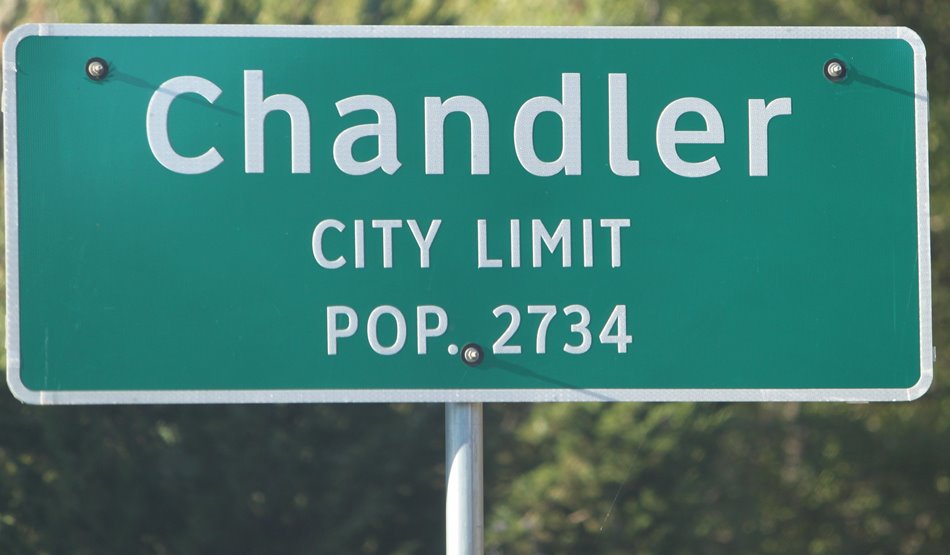 Chandler
CITY LIMIT
POP. 2734